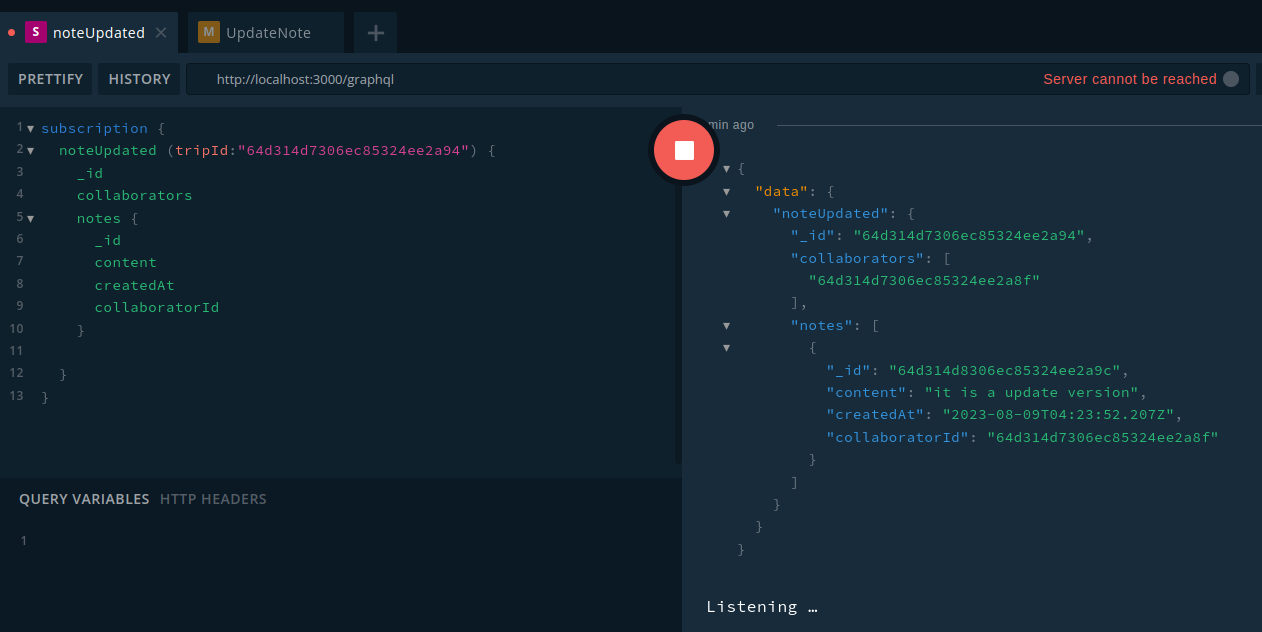 S noteUpdated
M UpdateNote
PRETTIFY HISTORY http://localhost:3000/graphql Server cannot be reached
1 subscription {
2 noteUpdated (tripId:"64d314d7306ec85324ee2a94") {
3 _id
4 collaborators
5 notes {
6 _id
7 content
8 createdAt
9 collaboratorId
10 }
11
12 }
13 }
QUERY VARIABLES HTTP HEADERS
1
min ago
{
"data": {
"noteUpdated": {
"_id": "64d314d7306ec85324ee2a94",
"collaborators": [
"64d314d7306ec85324ee2a8f"
],
"notes": [
{
"_id": "64d314d8306ec85324ee2a9c",
"content": "it is a update version",
"createdAt": "2023-08-09T04:23:52.207Z",
"collaboratorId": "64d314d7306ec85324ee2a8f"
}
]
}
}
}
Listening …